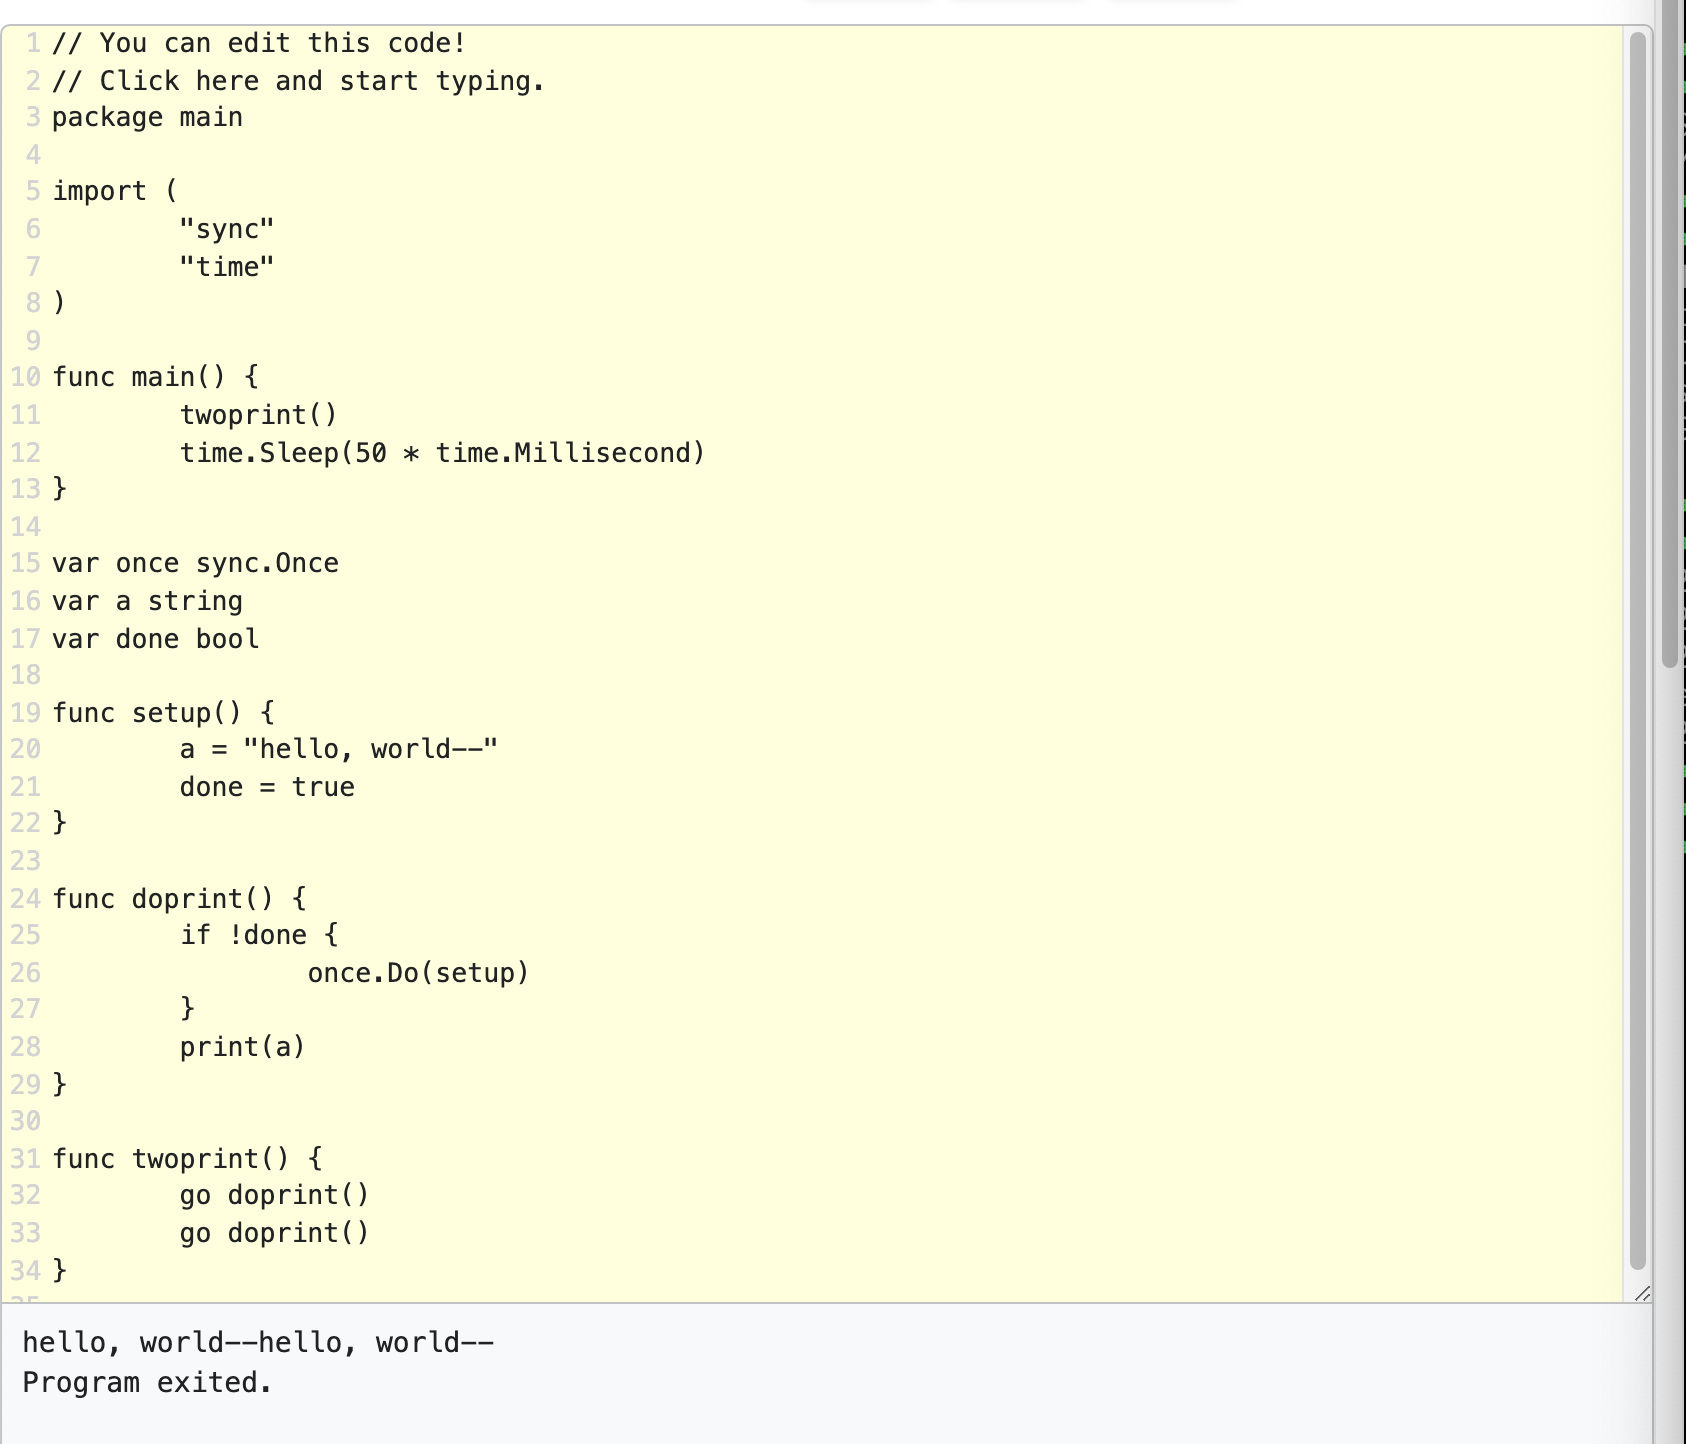 1 // You can edit this code!
2 // Click here and start typing.
3 package main
4
5 import (
6         "sync"
7         "time"
8 )
9
10 func main() {
11         twoprint()
12         time.Sleep(50 * time.Millisecond)
13 }
14
15 var once sync.Once
16 var a string
17 var done bool
18
19 func setup() {
20         a = "hello, world--"
21         done = true
22 }
23
24 func doprint() {
25         if !done {
26                 once.Do(setup)
27         }
28         print(a)
29 }
30
31 func twoprint() {
32         go doprint()
33         go doprint()
34 }
hello, world--hello, world--
Program exited.